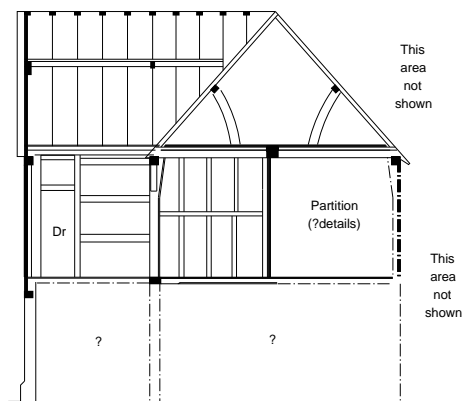 This
area
not
shown
Partition
(?details)
Dr
This
area
not
shown
?
?